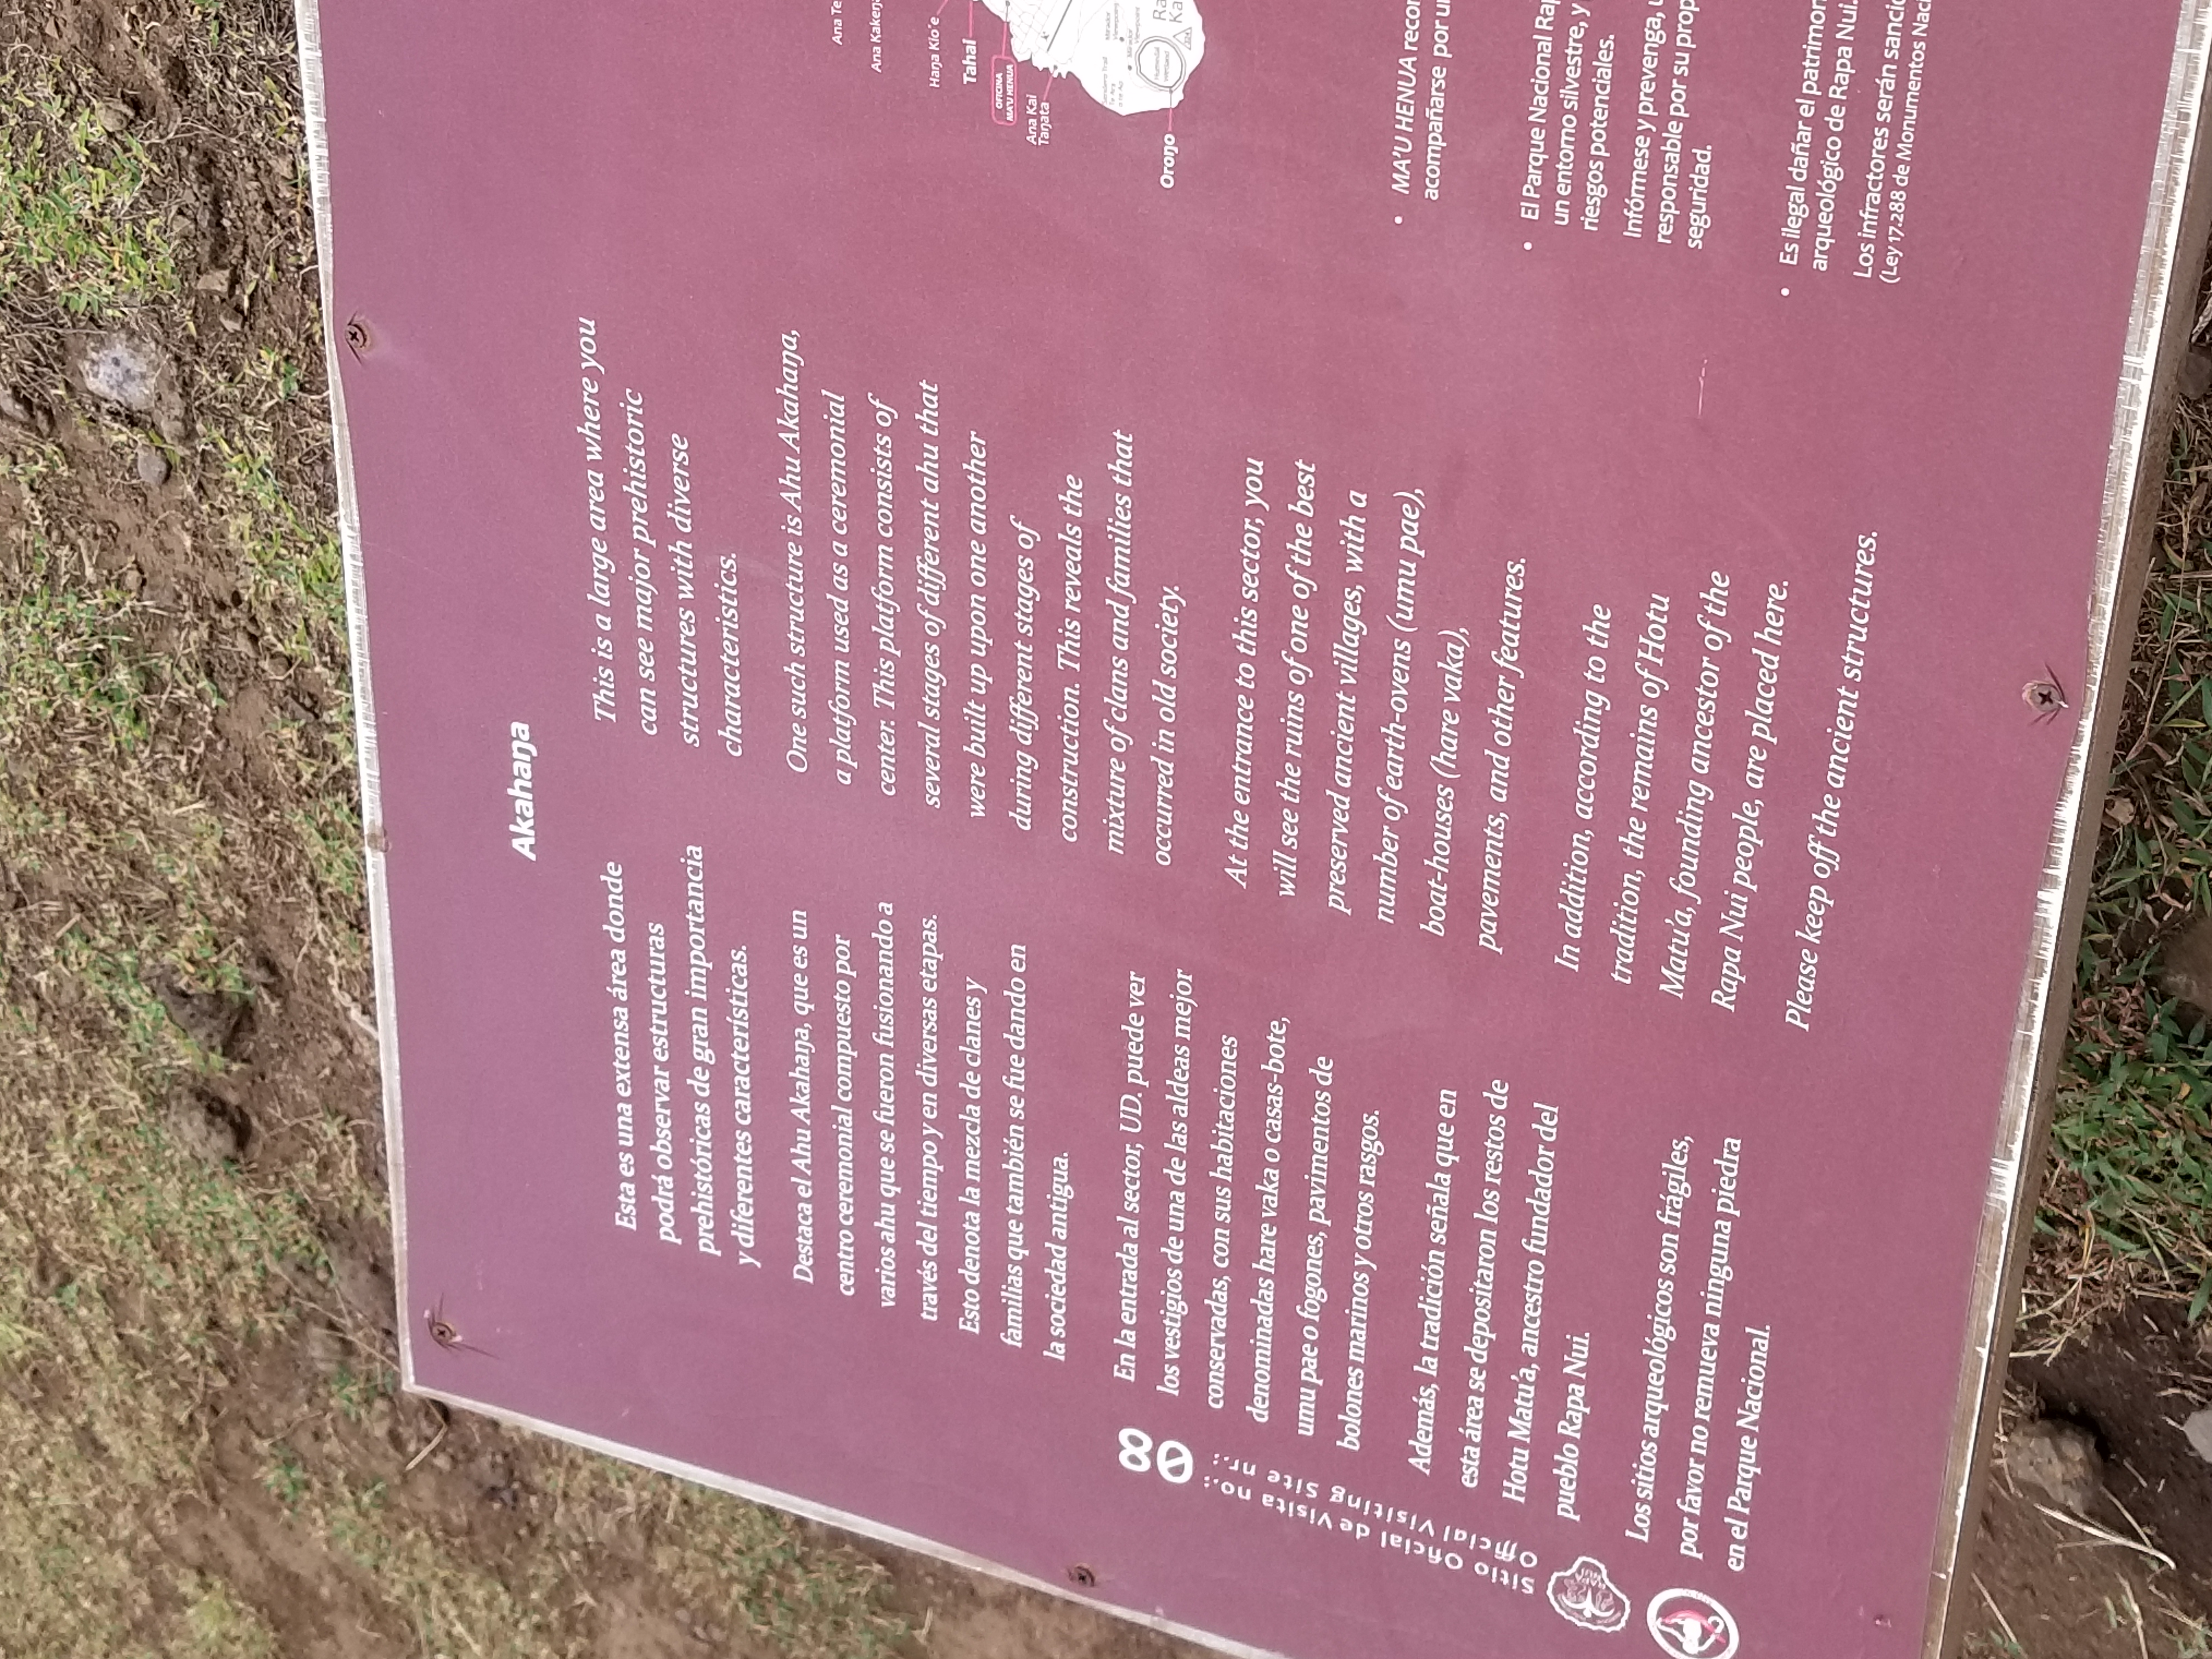 Akahaŋa
Esta es una extensa área donde
podrá observar estructuras
prehistóricas de gran importancia
y diferentes características.
Destaca el Ahu Akahaŋa, que es un
centro ceremonial compuesto por
varios ahu que se fueron fusionando a
través del tiempo y en diversas etapas.
Esto denota la mezcla de clanes y
familias que también se fue dando en
la sociedad antigua.
En la entrada al sector, UD. puede ver
los vestigios de una de las aldeas mejor
conservadas, con sus habitaciones
denominadas hare vaka o casas-bote,
umu pae o fogones, pavimentos de
bolones marinos y otros rasgos.
Además, la tradición señala que en
esta área se depositaron los restos de
Hotu Matu'a, ancestro fundador del
pueblo Rapa Nui.
Los sitios arqueológicos son frágiles,
por favor no remueva ninguna piedra
en el Parque Nacional.
This is a large area where you
can see major prehistoric
structures with diverse
characteristics.
One such structure is Ahu Akahaŋa,
a platform used as a ceremonial
center. This platform consists of
several stages of different ahu that
were built up upon one another
during different stages of
construction. This reveals the
mixture of clans and families that
occurred in old society.
At the entrance to this sector, you
will see the ruins of one of the best
preserved ancient villages, with a
number of earth-ovens (umu pae),
boat-houses (hare vaka),
pavements, and other features.
In addition, according to the
tradition, the remains of Hotu
Matu'a, founding ancestor of the
Rapa Nui people, are placed here.
Please keep off the ancient structures.
Sitio Oficial de Visita no.:
Official Visiting site nr.:
08
Ana Te
Ana Kakeŋ
Haŋa Kio'e
Tahai
OFICINA
MA'U HENUA
Ana Kai
Taŋata
Oroŋo
Humedal
wetland
Mirador
Viewpoint
Ra
Ka
• MA'U HENUA recor
acompañarse por u
• El Parque Nacional Rap
un entorno silvestre, y
riesgos potenciales.
Infórmese y prevenga, u
responsable por su prop
seguridad.
• Es ilegal dañar el patrimon
arqueológico de Rapa Nui.
Los infractores serán sancio
(Ley 17.288 de Monumentos Naci